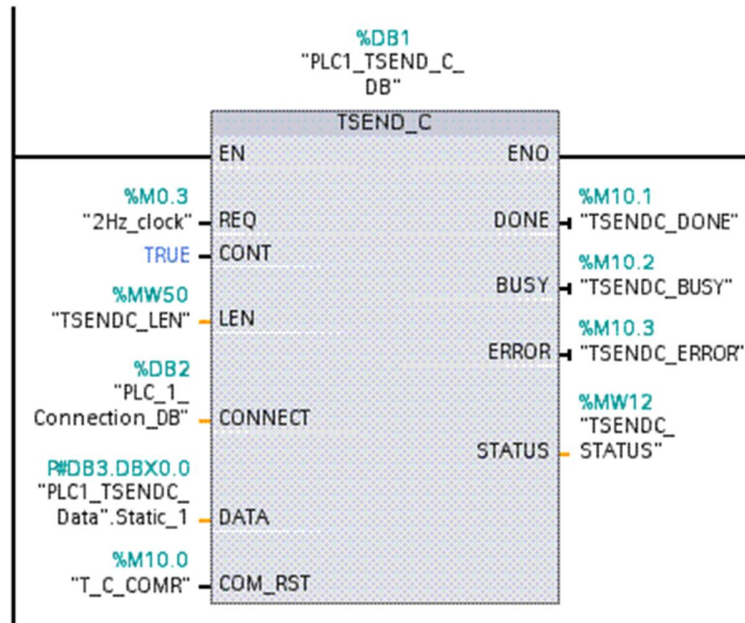 %DB1
"PLC1_TSEND_C_
DB"
TSEND_C
EN ENO
%M0.3
"2Hz_clock" REQ
TRUE CONT
%MW50
"TSENDC_LEN" LEN
%DB2
"PLC_1_
Connection_DB" CONNECT
P#DB3.DBX0.0
"PLC1_TSENDC_
Data".Static_1 DATA
%M10.0
"T_C_COMR" COM_RST
%M10.1
DONE "TSENDC_DONE"
%M10.2
BUSY "TSENDC_BUSY"
%M10.3
ERROR "TSENDC_ERROR"
%MW12
"TSENDC_
STATUS STATUS"